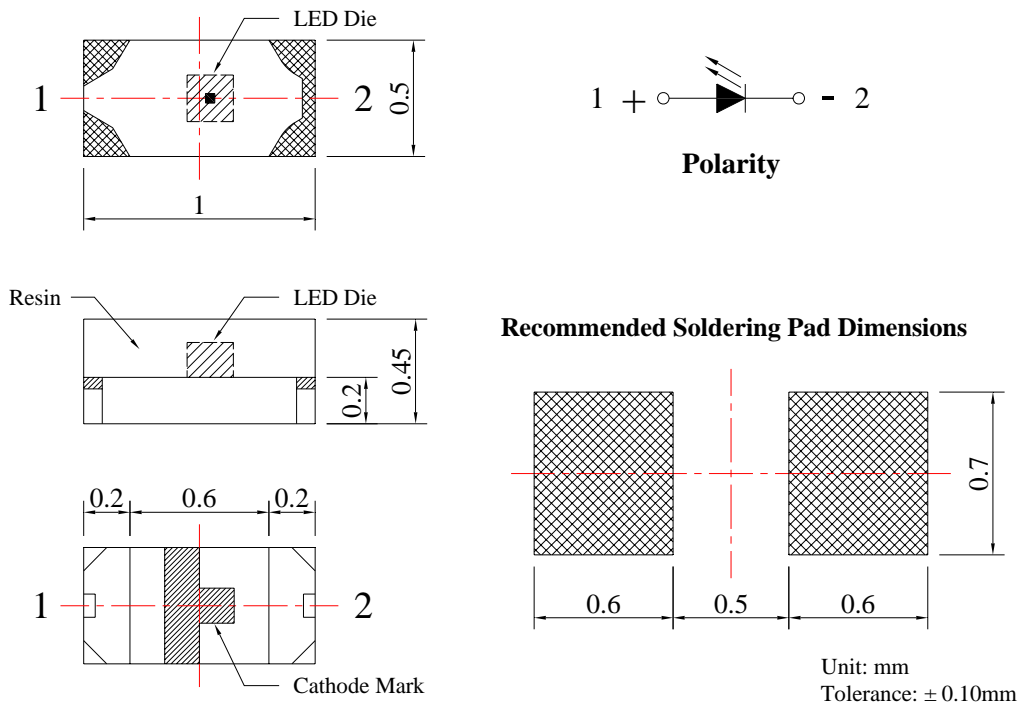 LED Die
1
2
0.5
1
1 + - 2
Polarity
Resin
LED Die
0.45
0.2
Recommended Soldering Pad Dimensions
0.7
0.6 0.5 0.6
0.2 0.6 0.2
1
2
Cathode Mark
Unit: mm
Tolerance: ± 0.10mm